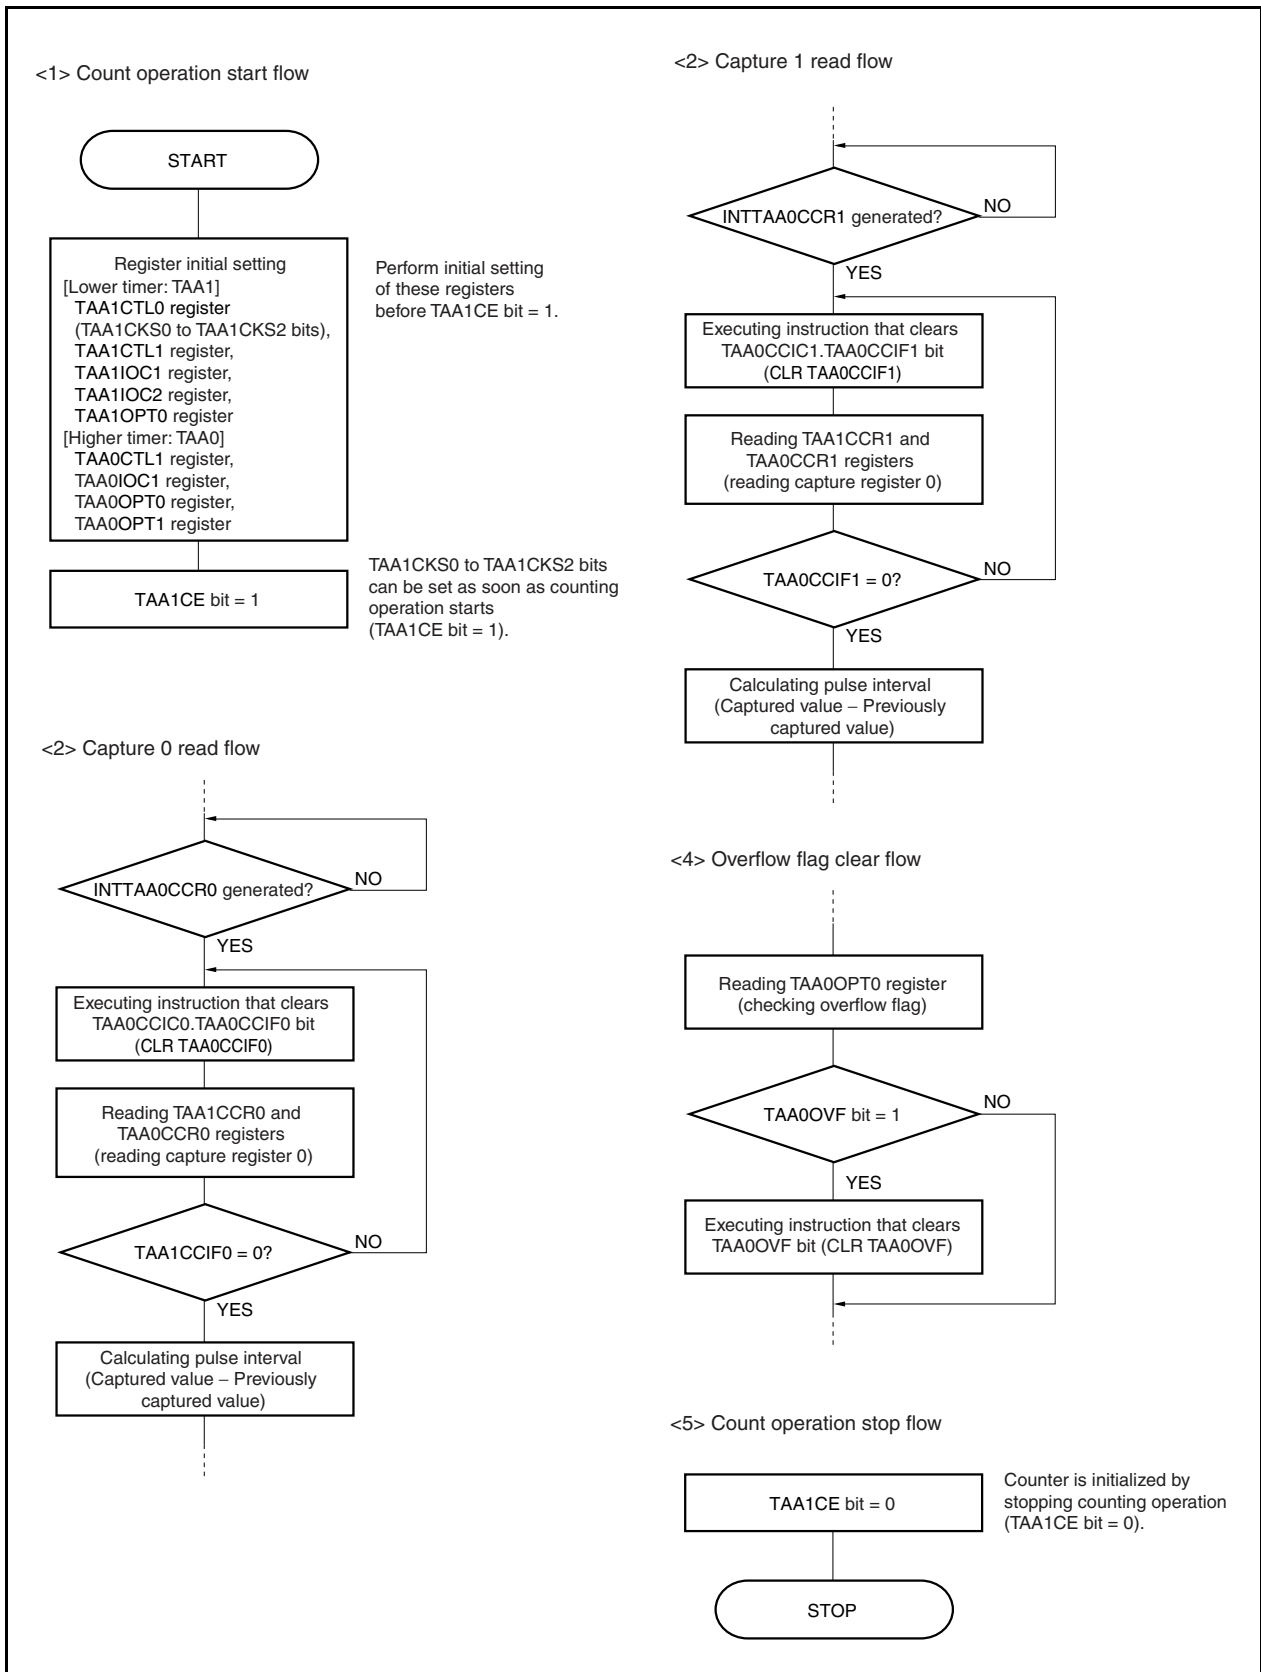 <1> Count operation start flow
START
Register initial setting
[Lower timer: TAA1]
TAA1CTL0 register
(TAA1CKS0 to TAA1CKS2 bits),
TAA1CTL1 register,
TAA1IOC1 register,
TAA1IOC2 register,
TAA1OPT0 register
[Higher timer: TAA0]
TAA0CTL1 register,
TAA0IOC1 register,
TAA0OPT0 register,
TAA0OPT1 register
Perform initial setting
of these registers
before TAA1CE bit = 1.
TAA1CE bit = 1
TAA1CKS0 to TAA1CKS2 bits
can be set as soon as counting
operation starts
(TAA1CE bit = 1).
<2> Capture 0 read flow
INTTAA0CCR0 generated?
NO
YES
Executing instruction that clears
TAA0CCIC0.TAA0CCIF0 bit
(CLR TAA0CCIF0)
Reading TAA1CCR0 and
TAA0CCR0 registers
(reading capture register 0)
TAA1CCIF0 = 0?
NO
YES
Calculating pulse interval
(Captured value – Previously
captured value)
<2> Capture 1 read flow
INTTAA0CCR1 generated?
NO
YES
Executing instruction that clears
TAA0CCIC1.TAA0CCIF1 bit
(CLR TAA0CCIF1)
Reading TAA1CCR1 and
TAA0CCR1 registers
(reading capture register 0)
TAA0CCIF1 = 0?
NO
YES
Calculating pulse interval
(Captured value – Previously
captured value)
<4> Overflow flag clear flow
Reading TAA0OPT0 register
(checking overflow flag)
TAA0OVF bit = 1
NO
YES
Executing instruction that clears
TAA0OVF bit (CLR TAA0OVF)
<5> Count operation stop flow
TAA1CE bit = 0
Counter is initialized by
stopping counting operation
(TAA1CE bit = 0).
STOP